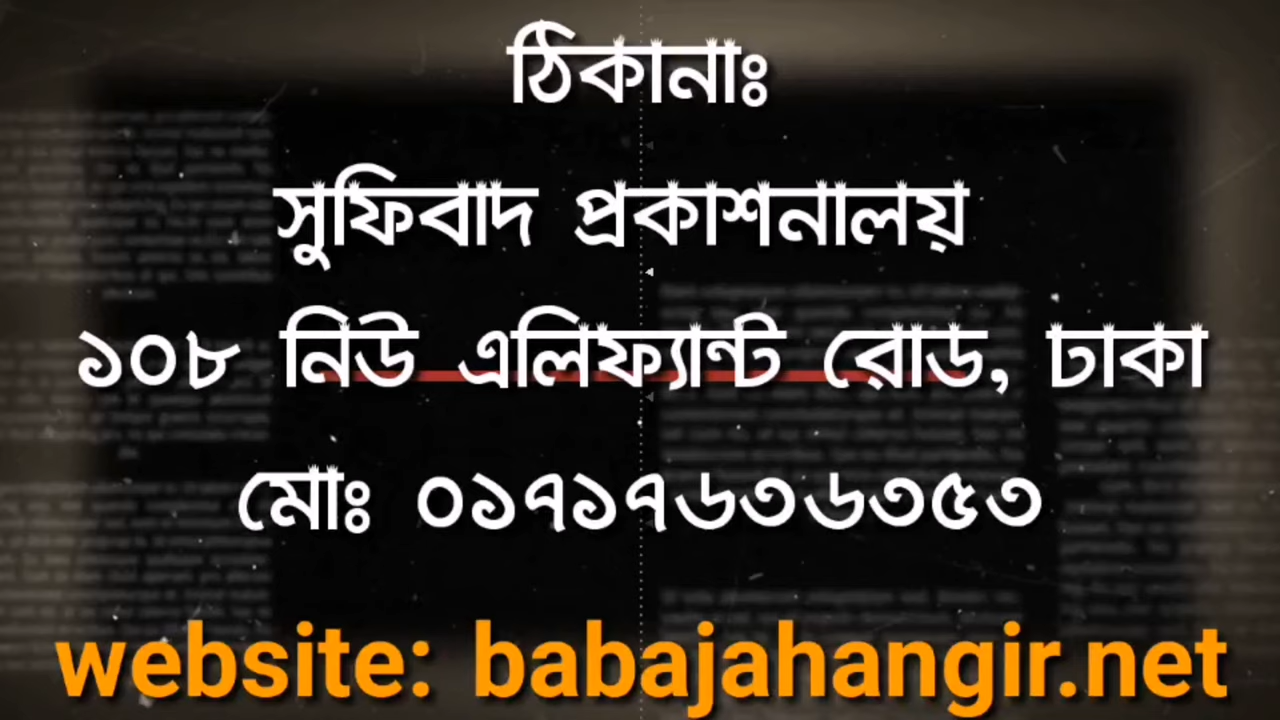 ঠিকানাঃ
সুফিবাদ প্রকাশনালয়
১০৮ নিউ এলিফ্যান্ট রোড, ঢাকা
মোঃ ০১৭১৭৬৩৬৩৫৩
website: babajahangir.net